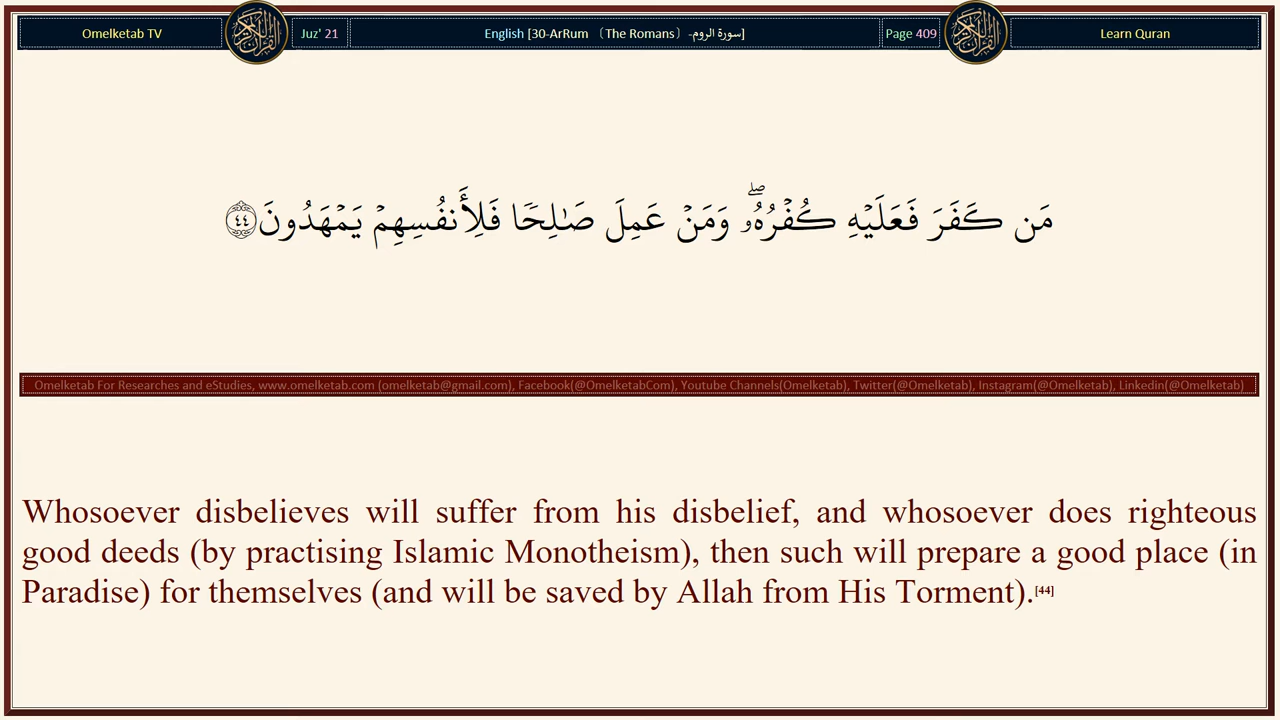 Omelketab TV
Juz' 21
English [30-ArRum 〔The Romans〕-سورة الروم]
Page 409
Learn Quran
مَن كَفَرَ فَعَلَيْهِ كُفْرُهُۥ ۖ وَمَنْ عَمِلَ صَـٰلِحًا فَلِأَنفُسِهِمْ يَمْهَدُونَ ٤٤
Omelketab For Researches and eStudies, www.omelketab.com (omelketab@gmail.com), Facebook(@OmelketabCom), Youtube Channels(Omelketab), Twitter(@Omelketab), Instagram(@Omelketab), Linkedin(@Omelketab)
Whosoever disbelieves will suffer from his disbelief, and whosoever does righteous
good deeds (by practising Islamic Monotheism), then such will prepare a good place (in
Paradise) for themselves (and will be saved by Allah from His Torment).[44]